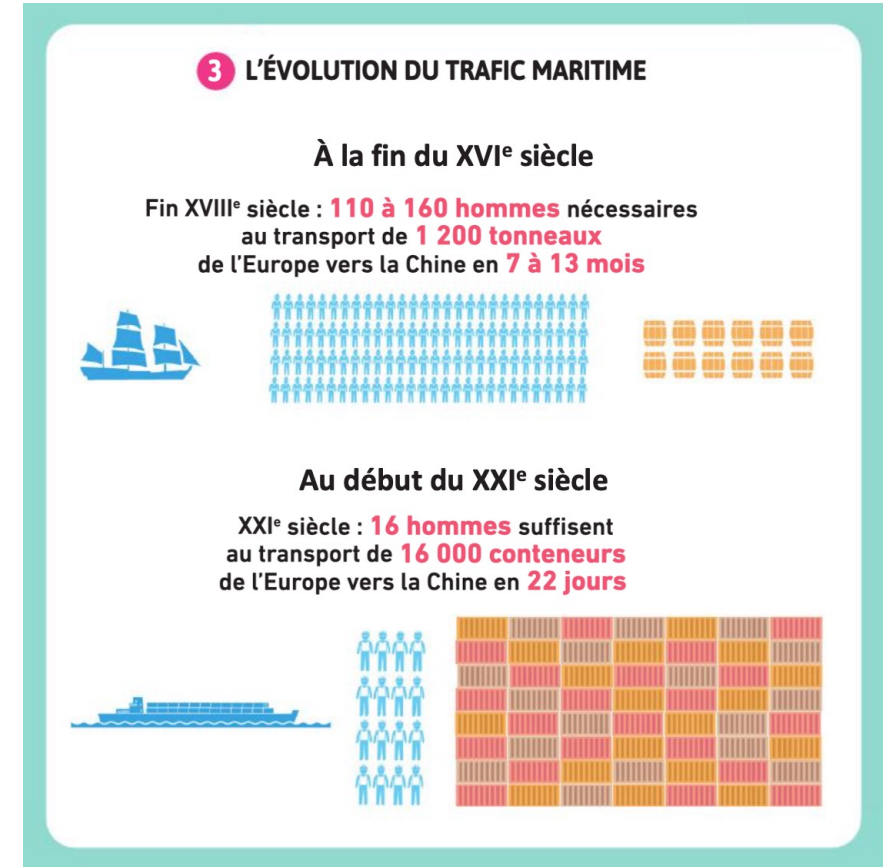 3 L'ÉVOLUTION DU TRAFIC MARITIME
À la fin du XVIᵉ siècle
Fin XVIIIᵉ siècle : 110 à 160 hommes nécessaires
au transport de 1 200 tonneaux
de l'Europe vers la Chine en 7 à 13 mois
Au début du XXIᵉ siècle
XXIᵉ siècle : 16 hommes suffisent
au transport de 16 000 conteneurs
de l'Europe vers la Chine en 22 jours